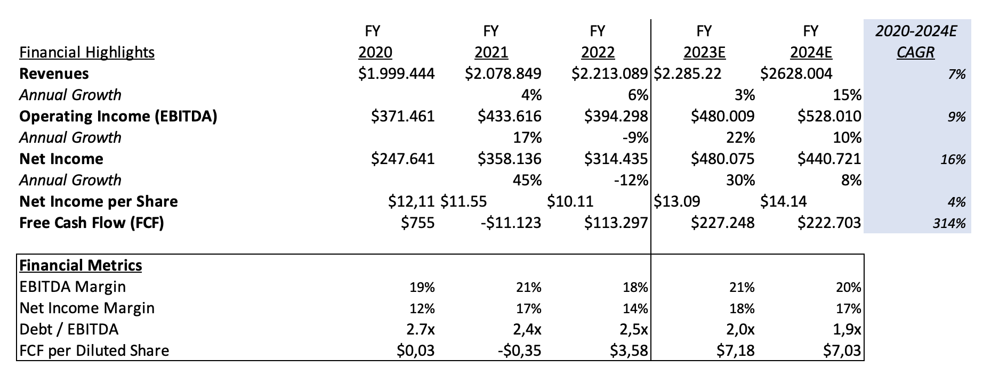 FY FY FY FY FY 2020-2024E
Financial Highlights 2020 2021 2022 2023E 2024E CAGR
Revenues $1.999.444 $2.078.849 $2.213.089 $2.285.22 $2628.004 7%
Annual Growth 4% 6% 3% 15%
Operating Income (EBITDA) $371.461 $433.616 $394.298 $480.009 $528.010 9%
Annual Growth 17% -9% 22% 10%
Net Income $247.641 $358.136 $314.435 $480.075 $440.721 16%
Annual Growth 45% -12% 30% 8%
Net Income per Share $12,11 $11.55 $10.11 $13.09 $14.14 4%
Free Cash Flow (FCF) $755 -$11.123 $113.297 $227.248 $222.703 314%
Financial Metrics
EBITDA Margin 19% 21% 18% 21% 20%
Net Income Margin 12% 17% 14% 18% 17%
Debt / EBITDA 2.7x 2,4x 2,5x 2,0x 1,9x
FCF per Diluted Share $0,03 -$0,35 $3,58 $7,18 $7,03